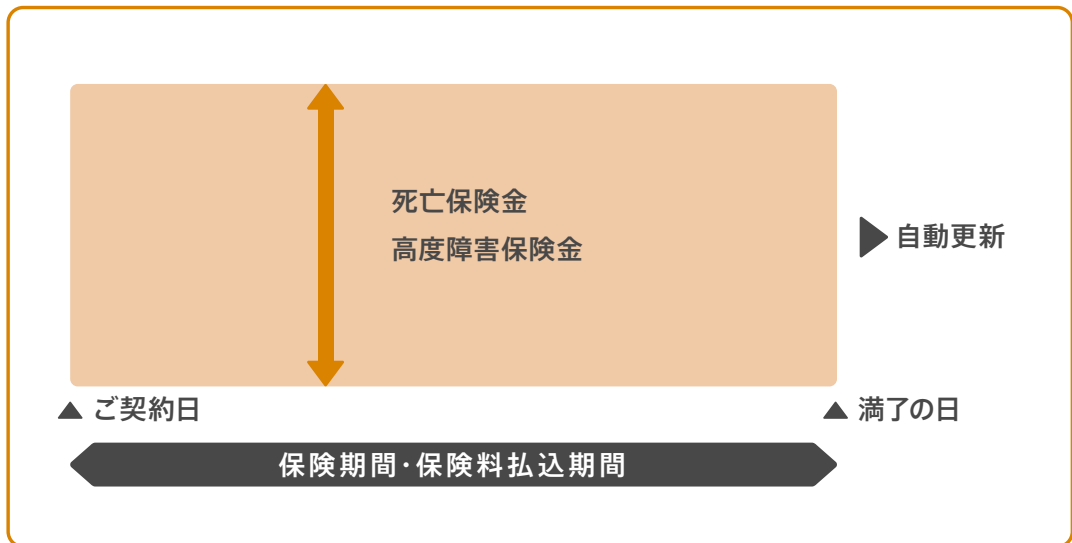 死亡保険金
高度障害保険金
自動更新
ご契約日
満了の日
保険期間・保険料払込期間